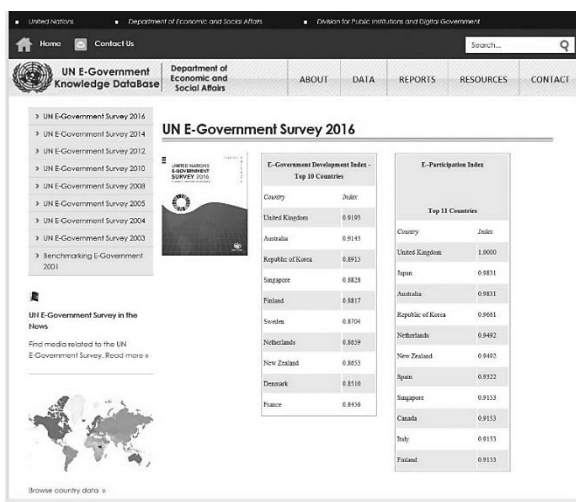 United Nations
Department of Economic and Social Affairs
Division for Public Institutions and Digital Government
Home
Contact Us
Search...
UN E-Government
Knowledge DataBase
Department of
Economic and
Social Affairs
ABOUT
DATA
REPORTS
RESOURCES
CONTACT
> UN E-Government Survey 2016
> UN E-Government Survey 2014
> UN E-Government Survey 2012
> UN E-Government Survey 2010
> UN E-Government Survey 2008
> UN E-Government Survey 2005
> UN E-Government Survey 2004
> UN E-Government Survey 2003
> Benchmarking E-Government
2001
UN E-Government Survey in the
News
Find media related to the UN
E-Government Survey. Read more »
Browse country data »
UN E-Government Survey 2016
UNITED NATIONS
E-GOVERNMENT
SURVEY 2016
E-Government Development Index -
Top 10 Countries
Country Index
United Kingdom 0.9193
Australia 0.9143
Republic of Korea 0.8915
Singapore 0.8828
Finland 0.8817
Sweden 0.8704
Netherlands 0.8659
New Zealand 0.8653
Denmark 0.8510
France 0.8456
E-Participation Index
Top 11 Countries
Country Index
United Kingdom 1.0000
Japan 0.9831
Australia 0.9831
Republic of Korea 0.9661
Netherlands 0.9492
New Zealand 0.9492
Spain 0.9322
Singapore 0.9153
Canada 0.9153
Italy 0.9153
Finland 0.9153